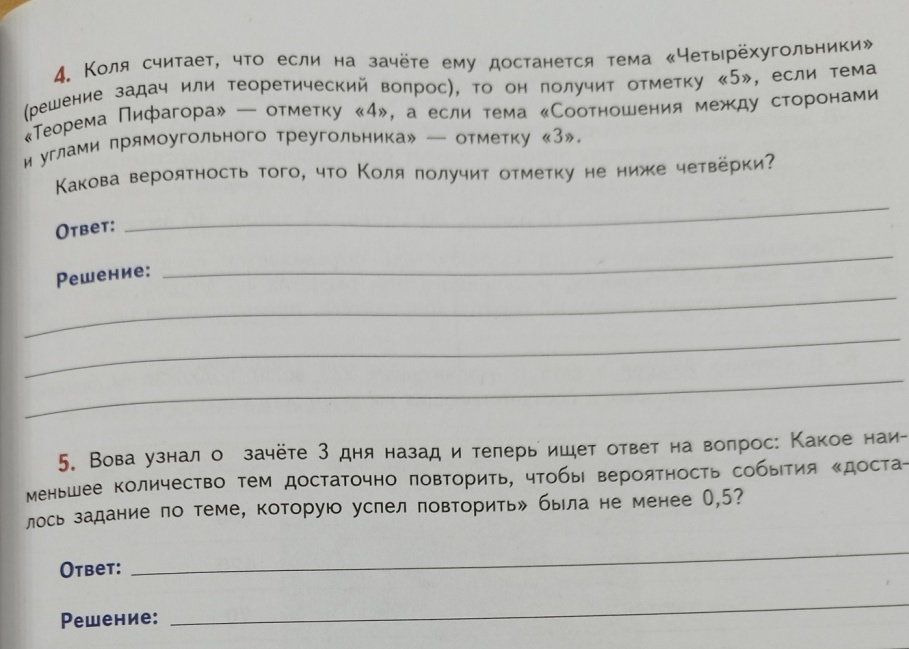 4. Коля считает, что если на зачёте ему достанется тема «Четырёхугольники»
(решение задач или теоретический вопрос), то он получит отметку «5», если тема
«Теорема Пифагора» — отметку «4», а если тема «Соотношения между сторонами
и углами прямоугольного треугольника» — отметку «3».
Какова вероятность того, что Коля получит отметку не ниже четвёрки?
Ответ:
Решение:
5. Вова узнал о зачёте 3 дня назад и теперь ищет ответ на вопрос: Какое наи-
меньшее количество тем достаточно повторить, чтобы вероятность события «доста-
лось задание по теме, которую успел повторить» была не менее 0,5?
Ответ:
Решение: